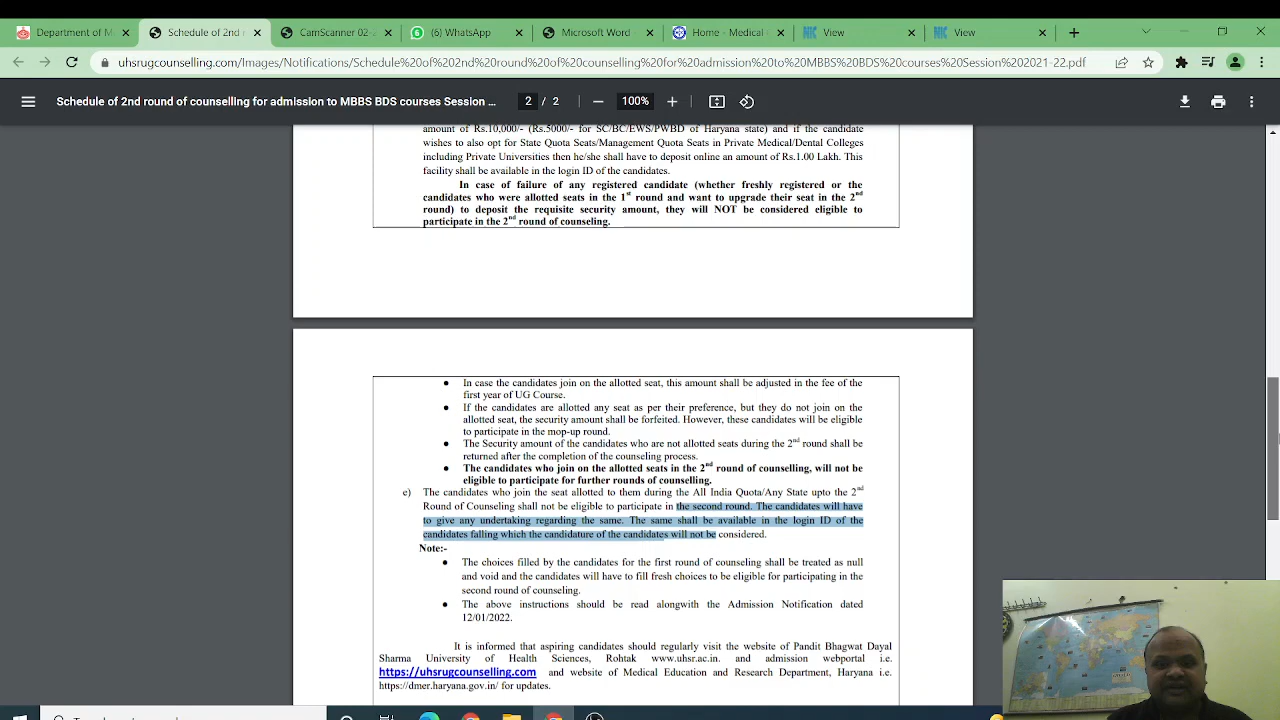 Department of M
Schedule of 2nd r
CamScanner 02-
(6) WhatsApp
Microsoft Word -
Home - Medical
NIC View
NIC View
uhsrugcounselling.com/Images/Notifications/Schedule%20of%202nd%20round%20of%20counselling%20for%20admission%20to%20MBBS%20BDS%20courses%20Session%202021-22.pdf
Schedule of 2nd round of counselling for admission to MBBS BDS courses Session ...
2 / 2
100%
amount of Rs.10,000/- (Rs.5000/- for SC/BC/EWS/PWBD of Haryana state) and if the candidate
wishes to also opt for State Quota Seats/Management Quota Seats in Private Medical/Dental Colleges
including Private Universities then he/she shall have to deposit online an amount of Rs.1.00 Lakh. This
facility shall be available in the login ID of the candidates.
In case of failure of any registered candidate (whether freshly registered or the
candidates who were allotted seats in the 1st round and want to upgrade their seat in the 2nd
round) to deposit the requisite security amount, they will NOT be considered eligible to
participate in the 2nd round of counseling.
● In case the candidates join on the allotted seat, this amount shall be adjusted in the fee of the
first year of UG Course.
● If the candidates are allotted any seat as per their preference, but they do not join on the
allotted seat, the security amount shall be forfeited. However, these candidates will be eligible
to participate in the mop-up round.
● The Security amount of the candidates who are not allotted seats during the 2nd round shall be
returned after the completion of the counseling process.
● The candidates who join on the allotted seats in the 2nd round of counselling, will not be
eligible to participate for further rounds of counselling.
e) The candidates who join the seat allotted to them during the All India Quota/Any State upto the 2nd
Round of Counseling shall not be eligible to participate in the second round. The candidates will have
to give any undertaking regarding the same. The same shall be available in the login ID of the
candidates falling which the candidature of the candidates will not be considered.
Note:-
● The choices filled by the candidates for the first round of counseling shall be treated as null
and void and the candidates will have to fill fresh choices to be eligible for participating in the
second round of counseling.
● The above instructions should be read alongwith the Admission Notification dated
12/01/2022.
It is informed that aspiring candidates should regularly visit the website of Pandit Bhagwat Dayal
Sharma University of Health Sciences, Rohtak www.uhsr.ac.in. and admission webportal i.e.
https://uhsrugcounselling.com and website of Medical Education and Research Department, Haryana i.e.
https://dmer.haryana.gov.in/ for updates.